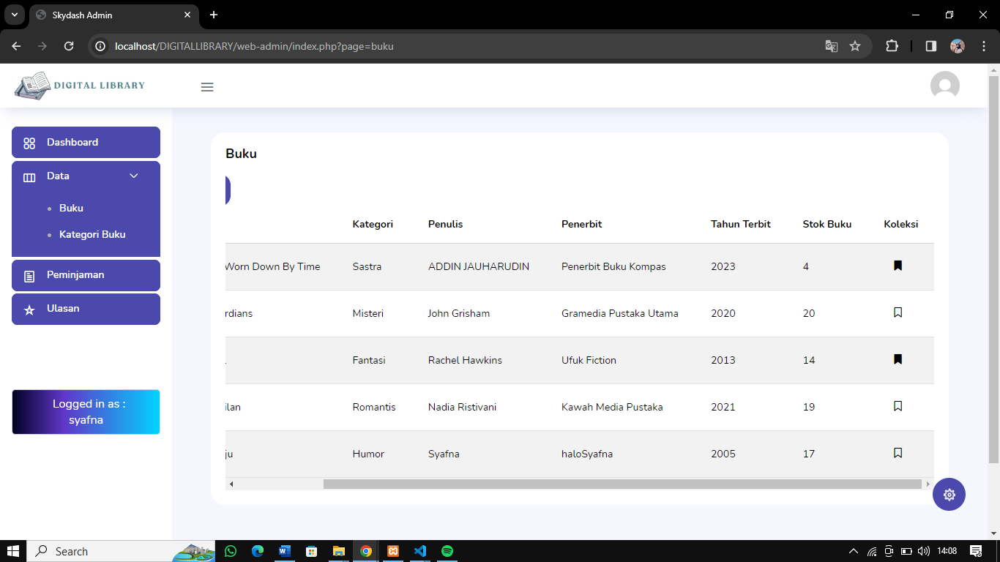 Skydash Admin
localhost/DIGITALLIBRARY/web-admin/index.php?page=buku
DIGITAL LIBRARY
Dashboard
Data
Buku
Kategori Buku
Peminjaman
Ulasan
Logged in as :
syafna
Buku
Kategori Penulis Penerbit Tahun Terbit Stok Buku Koleksi
Worn Down By Time Sastra ADDIN JAUHARUDIN Penerbit Buku Kompas 2023 4
rdians Misteri John Grisham Gramedia Pustaka Utama 2020 20
Fantasi Rachel Hawkins Ufuk Fiction 2013 14
ilan Romantis Nadia Ristivani Kawah Media Pustaka 2021 19
ju Humor Syafna haloSyafna 2005 17
Search
14:08